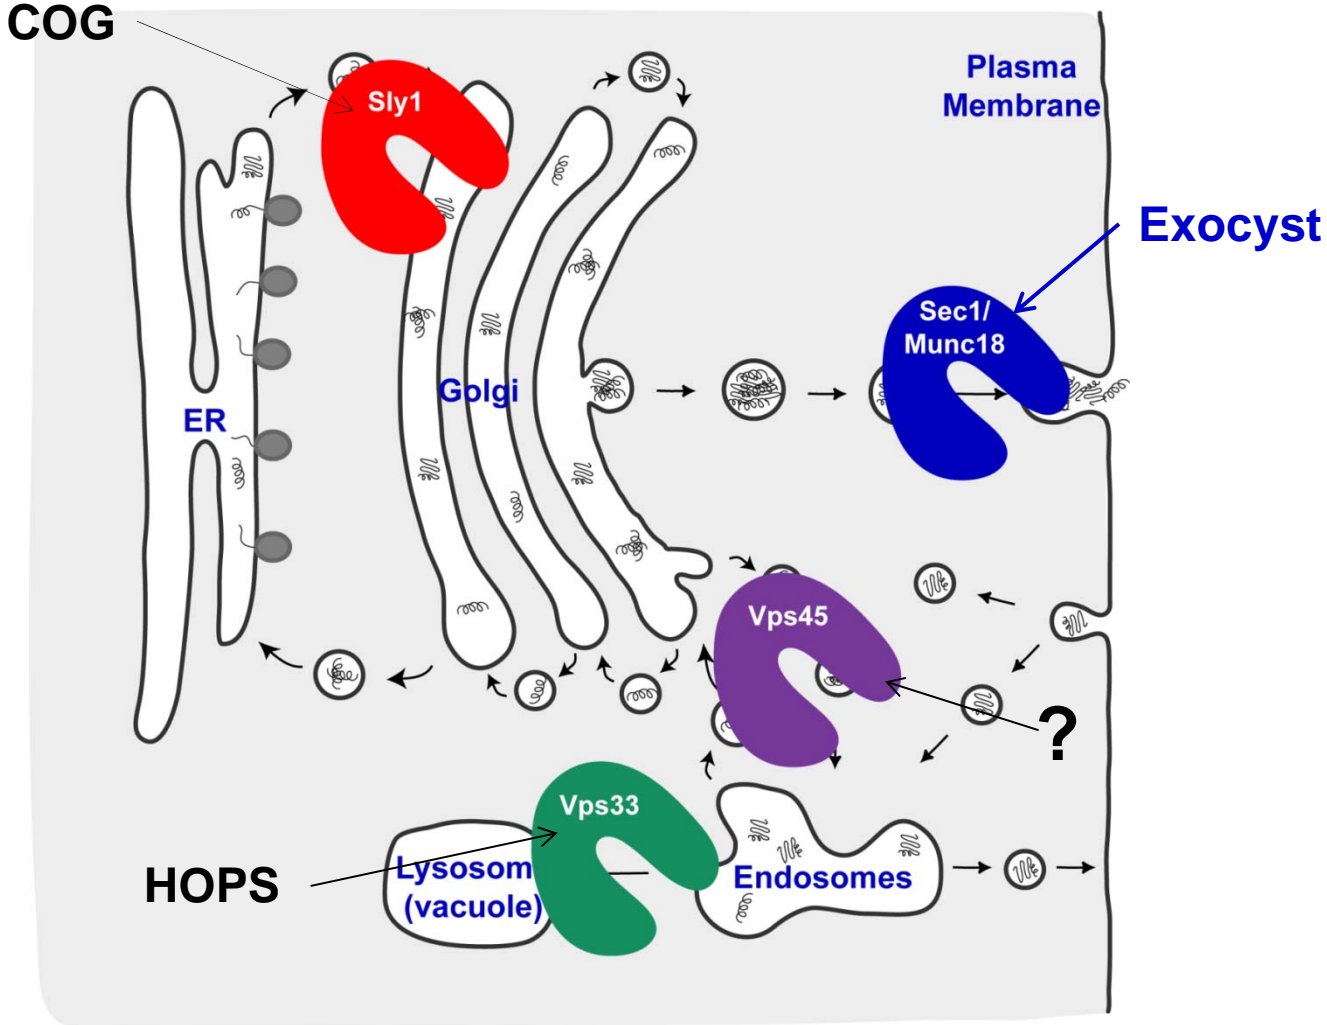 COG
Sly1
Plasma
Membrane
Exocyst
Sec1/
Munc18
Golgi
ER
Vps45
?
Vps33
HOPS
Lysosom
(vacuole)
Endosomes